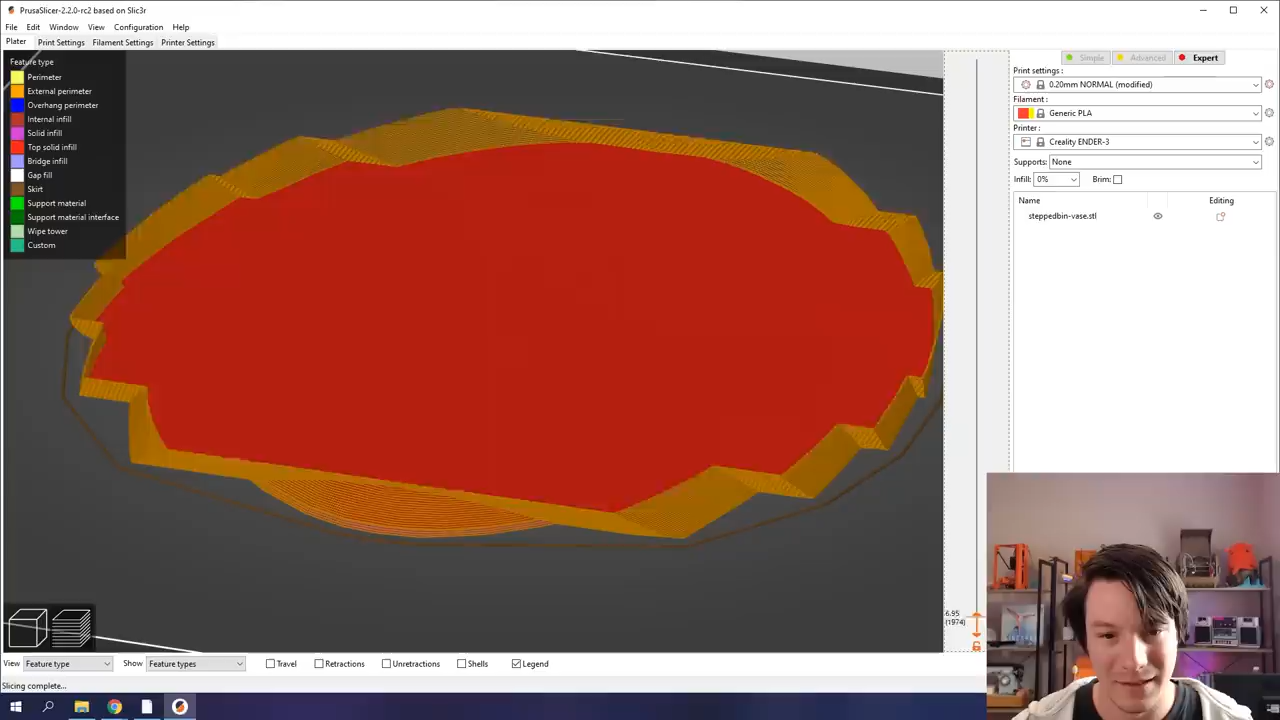 PrusaSlicer-2.2.0-rc2 based on Slic3r
File Edit Window View Configuration Help
Plater Print Settings Filament Settings Printer Settings
Feature type
Perimeter
External perimeter
Overhang perimeter
Internal infill
Solid infill
Top solid infill
Bridge infill
Gap fill
Skirt
Support material
Support material interface
Wipe tower
Custom
6.95
(1974)
Simple Advanced Expert
Print settings :
0.20mm NORMAL (modified)
Filament :
Generic PLA
Printer :
Creality ENDER-3
Supports: None
Infill: 0% Brim:
Name Editing
steppedbin-vase.stl
View Feature type Show Feature types Travel Retractions Unretractions Shells Legend
Slicing complete...